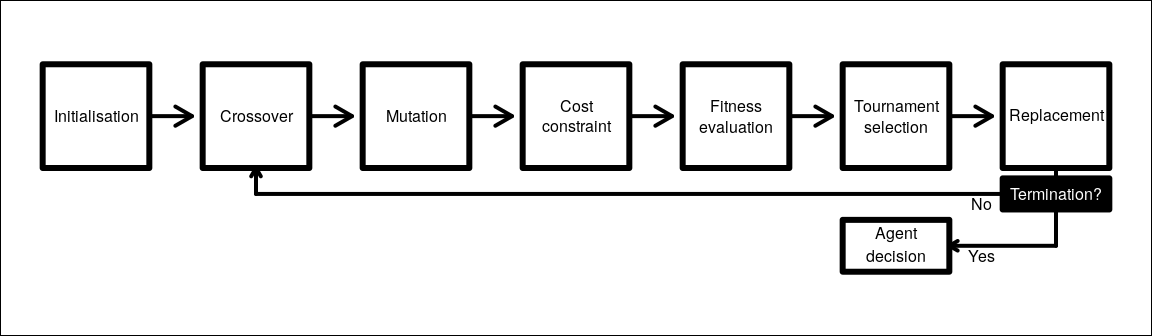 Initialisation
Crossover
Mutation
Cost
constraint
Fitness
evaluation
Tournament
selection
Replacement
Termination?
No
Agent
decision
Yes